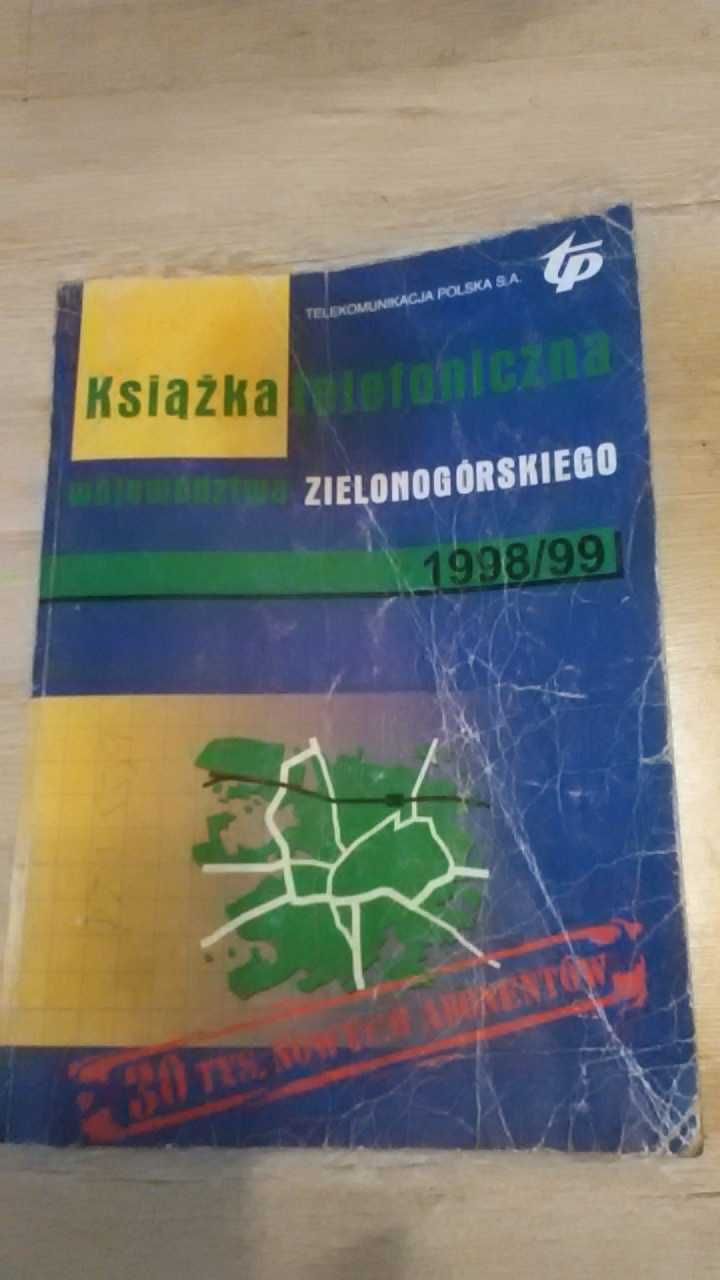 tp
TELEKOMUNIKACJA POLSKA S.A.
Książka telefoniczna
województwa ZIELONOGÓRSKIEGO
1998/99
30 TYS. NOWYCH ABONENTÓW